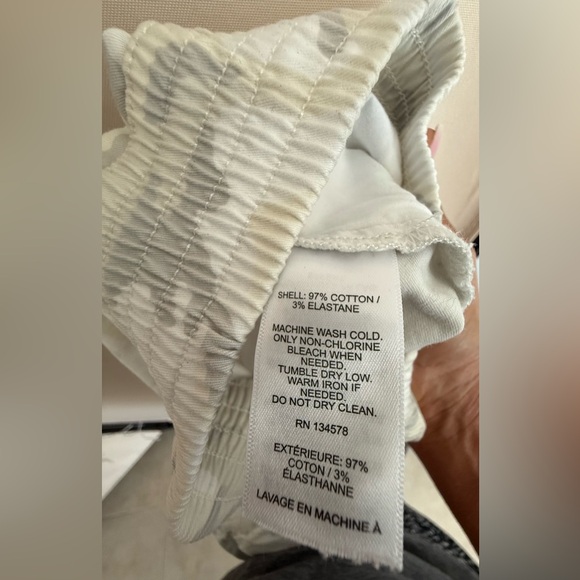 SHELL: 97% COTTON /
3% ELASTANE
MACHINE WASH COLD.
ONLY NON-CHLORINE
BLEACH WHEN
NEEDED.
TUMBLE DRY LOW.
WARM IRON IF
NEEDED.
DO NOT DRY CLEAN.
RN 134578
EXTÉRIEURE: 97%
COTON / 3%
ÉLASTHANNE
LAVAGE EN MACHINE À